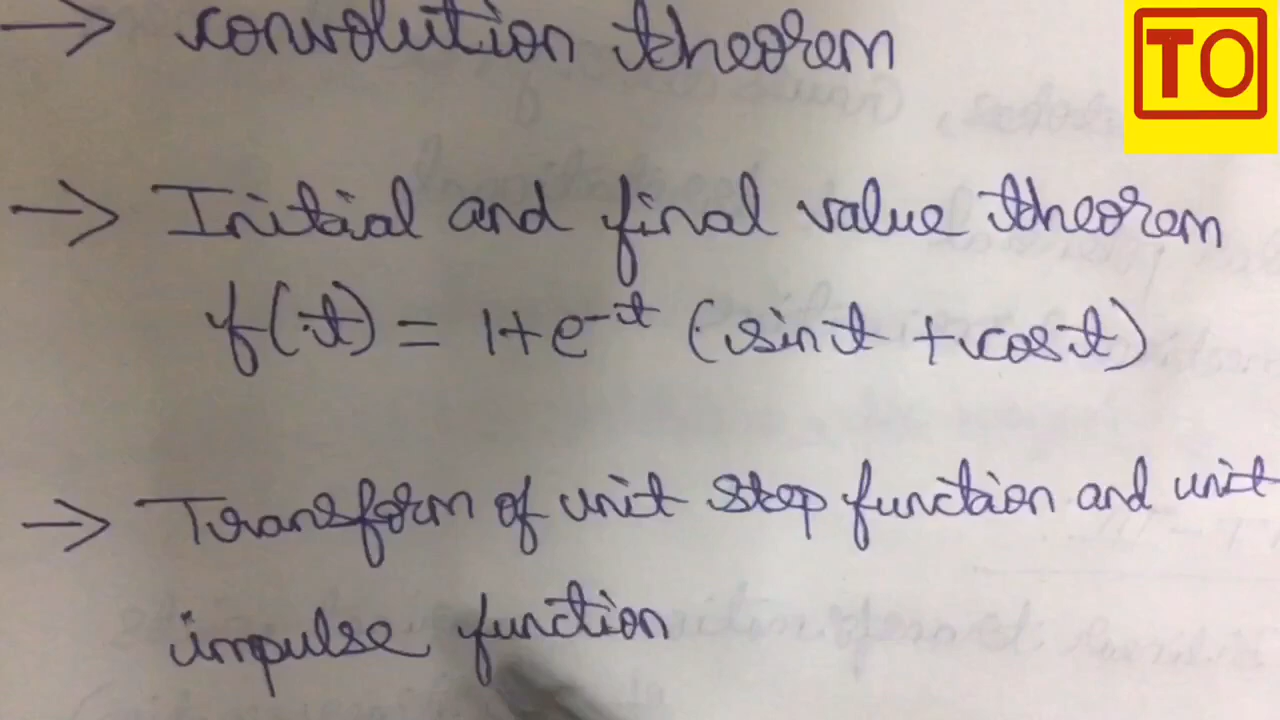 → convolution theorem
TO
→ Initial and final value theorem
f(t) = 1+e^-t (sint + cost)
→ Transform of unit step function and unit
impulse function